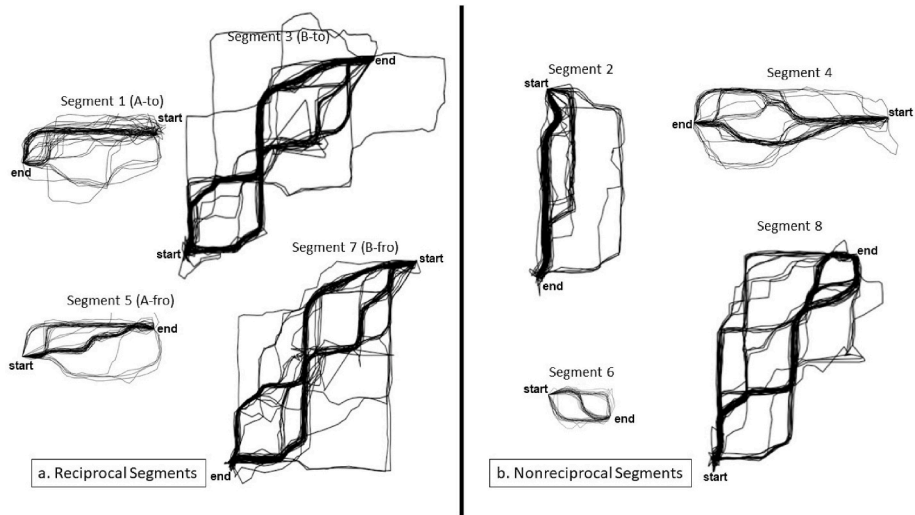 Segment 1 (A-to)
start
end
Segment 3 (B-to)
end
start
Segment 5 (A-fro)
end
start
Segment 7 (B-fro)
start
end
a. Reciprocal Segments
Segment 2
start
end
Segment 4
start
end
Segment 6
start
end
Segment 8
end
start
b. Nonreciprocal Segments